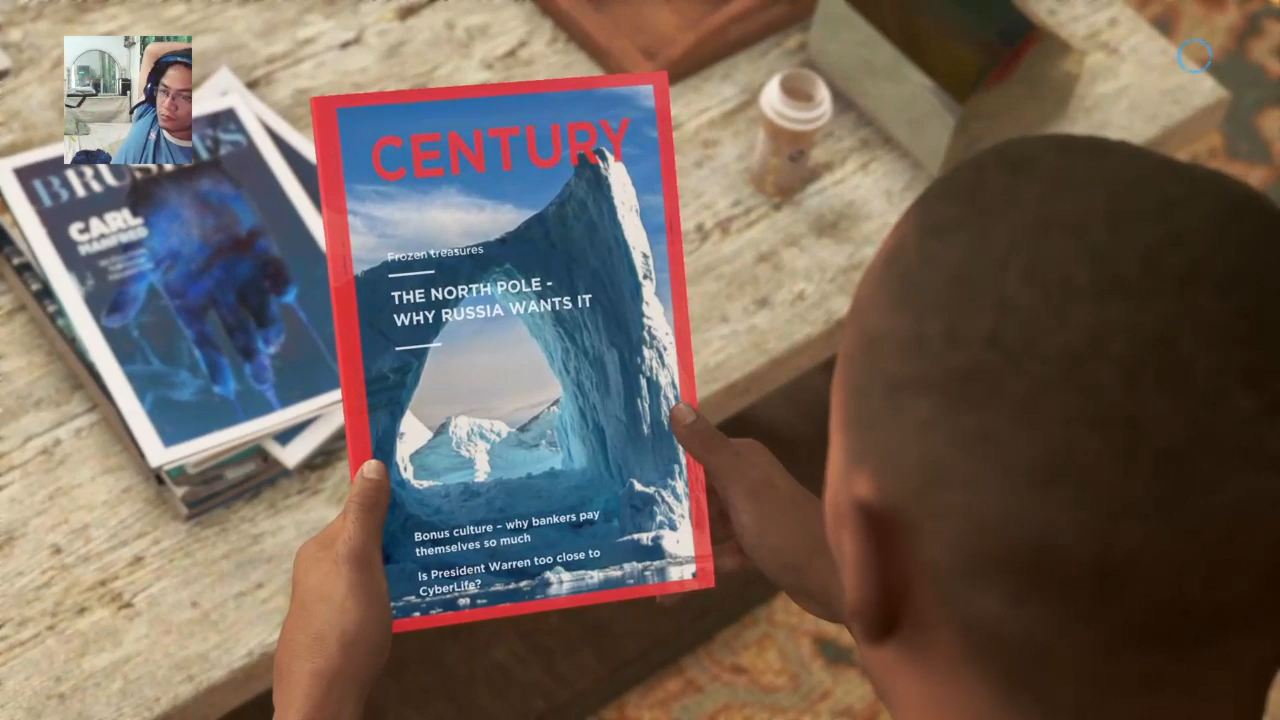 CENTURY
Frozen treasures
THE NORTH POLE -
WHY RUSSIA WANTS IT
Bonus culture – why bankers pay
themselves so much
Is President Warren too close to
CyberLife?
CARL
MANFRED